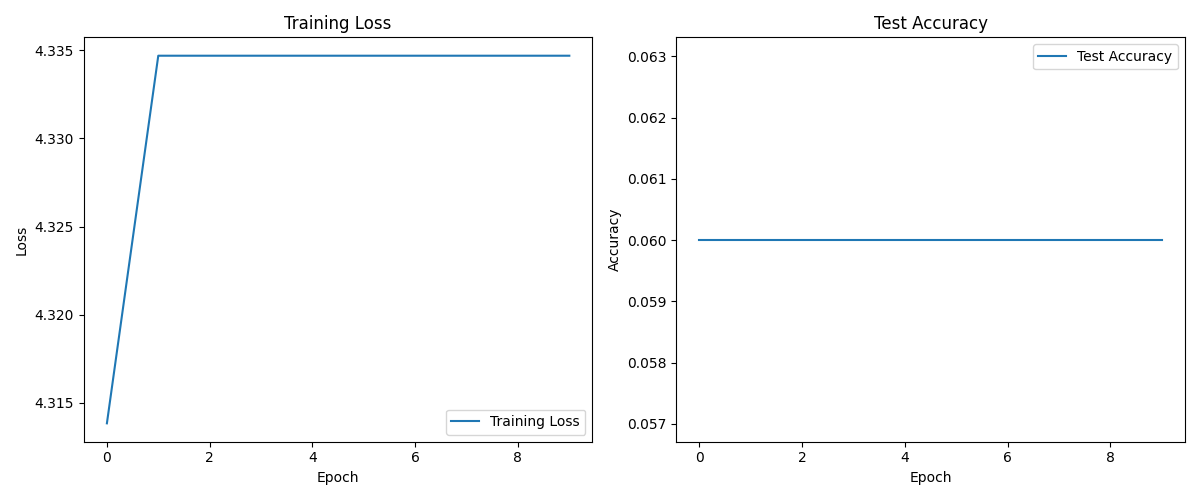 Training Loss
4.335
4.330
4.325
4.320
4.315
Loss
0
2
4
6
8
Epoch
Training Loss
Test Accuracy
0.063
0.062
0.061
0.060
0.059
0.058
0.057
Accuracy
0
2
4
6
8
Epoch
Test Accuracy